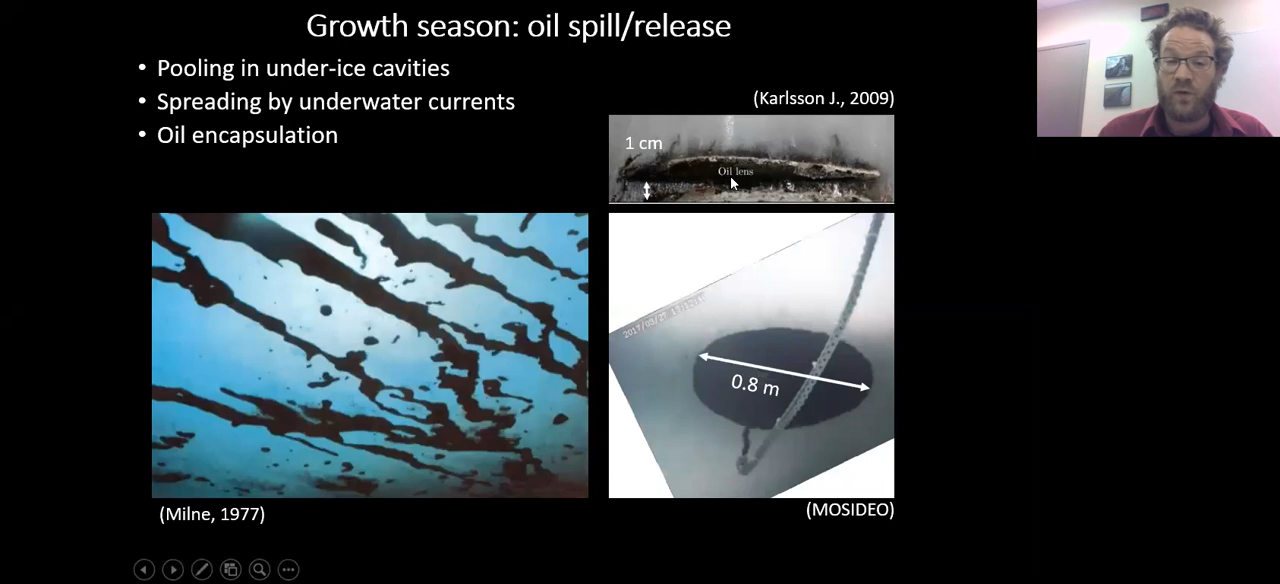 Growth season: oil spill/release
• Pooling in under-ice cavities
• Spreading by underwater currents
• Oil encapsulation
(Karlsson J., 2009)
1 cm
Oil lens
0.8 m
(Milne, 1977)
(MOSIDEO)